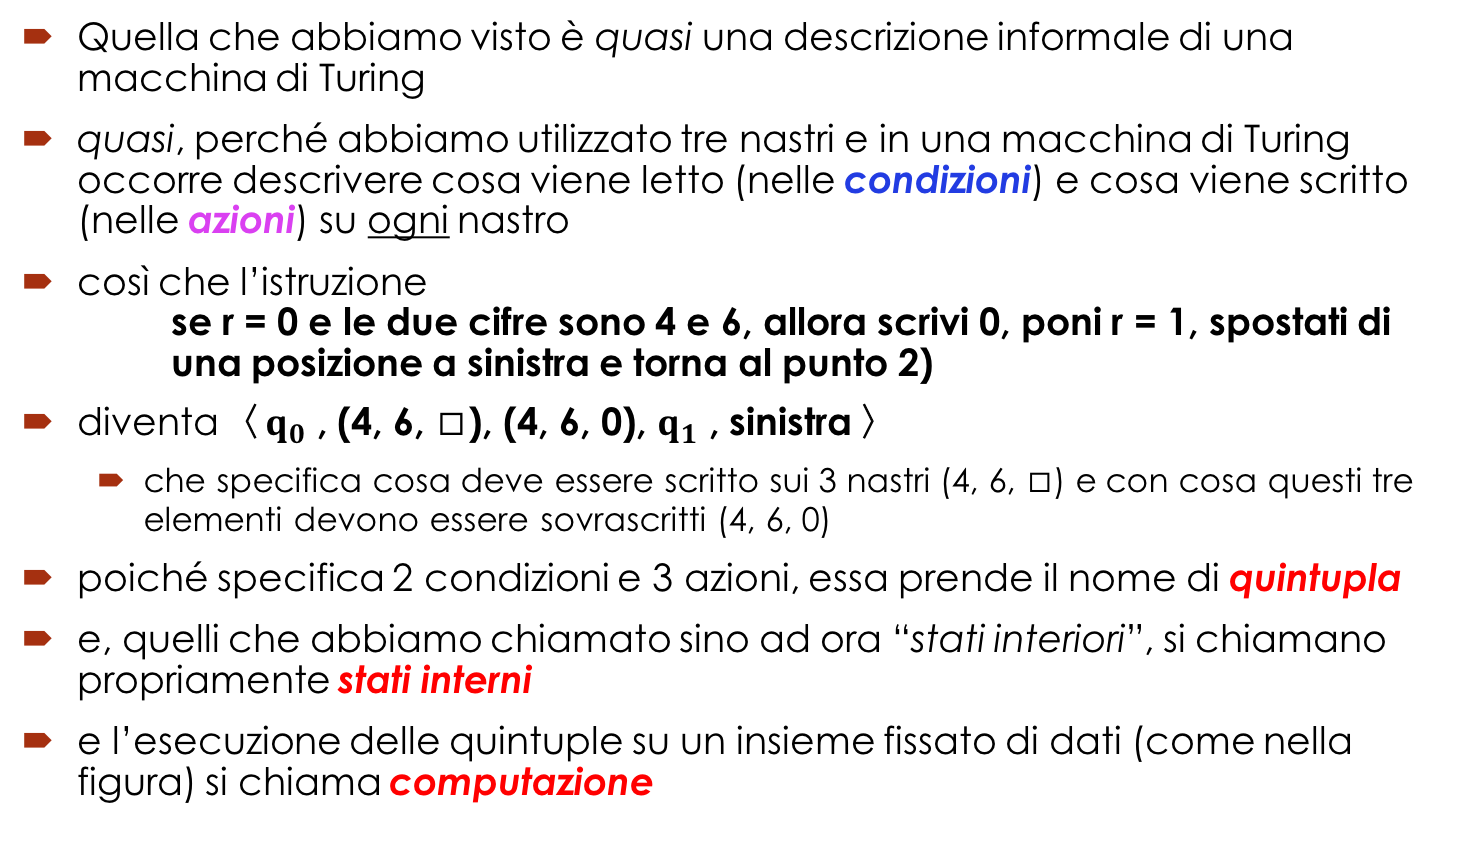 Quella che abbiamo visto è quasi una descrizione informale di una
macchina di Turing
quasi, perché abbiamo utilizzato tre nastri e in una macchina di Turing
occorre descrivere cosa viene letto (nelle condizioni) e cosa viene scritto
(nelle azioni) su ogni nastro
così che l’istruzione
se r = 0 e le due cifre sono 4 e 6, allora scrivi 0, poni r = 1, spostati di
una posizione a sinistra e torna al punto 2)
diventa 〈 q₀ , (4, 6, □), (4, 6, 0), q₁ , sinistra 〉
che specifica cosa deve essere scritto sui 3 nastri (4, 6, □) e con cosa questi tre
elementi devono essere sovrascritti (4, 6, 0)
poiché specifica 2 condizioni e 3 azioni, essa prende il nome di quintupla
e, quelli che abbiamo chiamato sino ad ora “stati interiori”, si chiamano
propriamente stati interni
e l’esecuzione delle quintuple su un insieme fissato di dati (come nella
figura) si chiama computazione